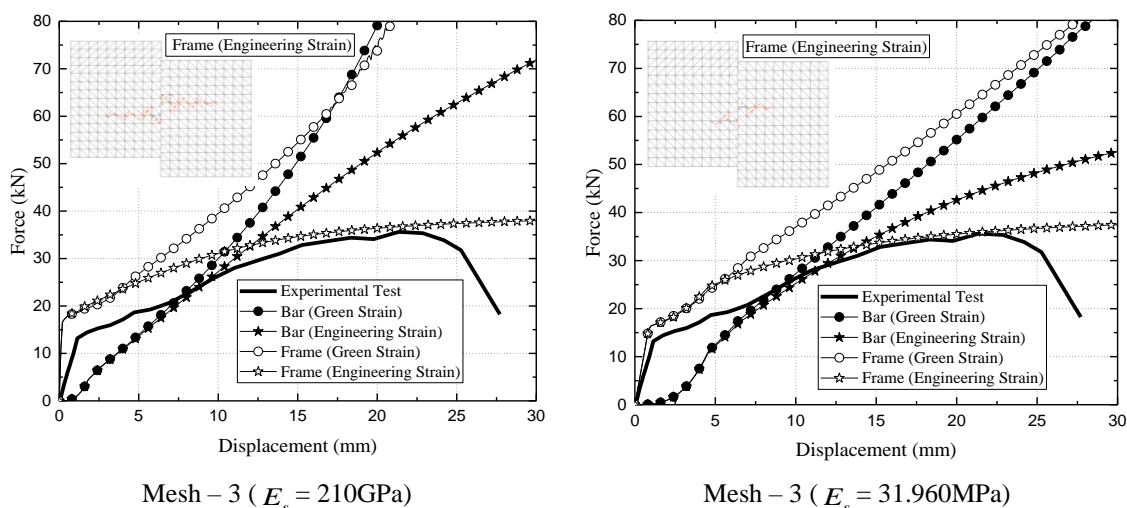 80
70
60
50
40
30
20
10
0
Force (kN)
Frame (Engineering Strain)
Experimental Test
Bar (Green Strain)
Bar (Engineering Strain)
Frame (Green Strain)
Frame (Engineering Strain)
0 5 10 15 20 25 30
Displacement (mm)
Mesh – 3 ( E_s = 210GPa)
80
70
60
50
40
30
20
10
0
Force (kN)
Frame (Engineering Strain)
Experimental Test
Bar (Green Strain)
Bar (Engineering Strain)
Frame (Green Strain)
Frame (Engineering Strain)
0 5 10 15 20 25 30
Displacement (mm)
Mesh – 3 ( E_s = 31.960MPa)